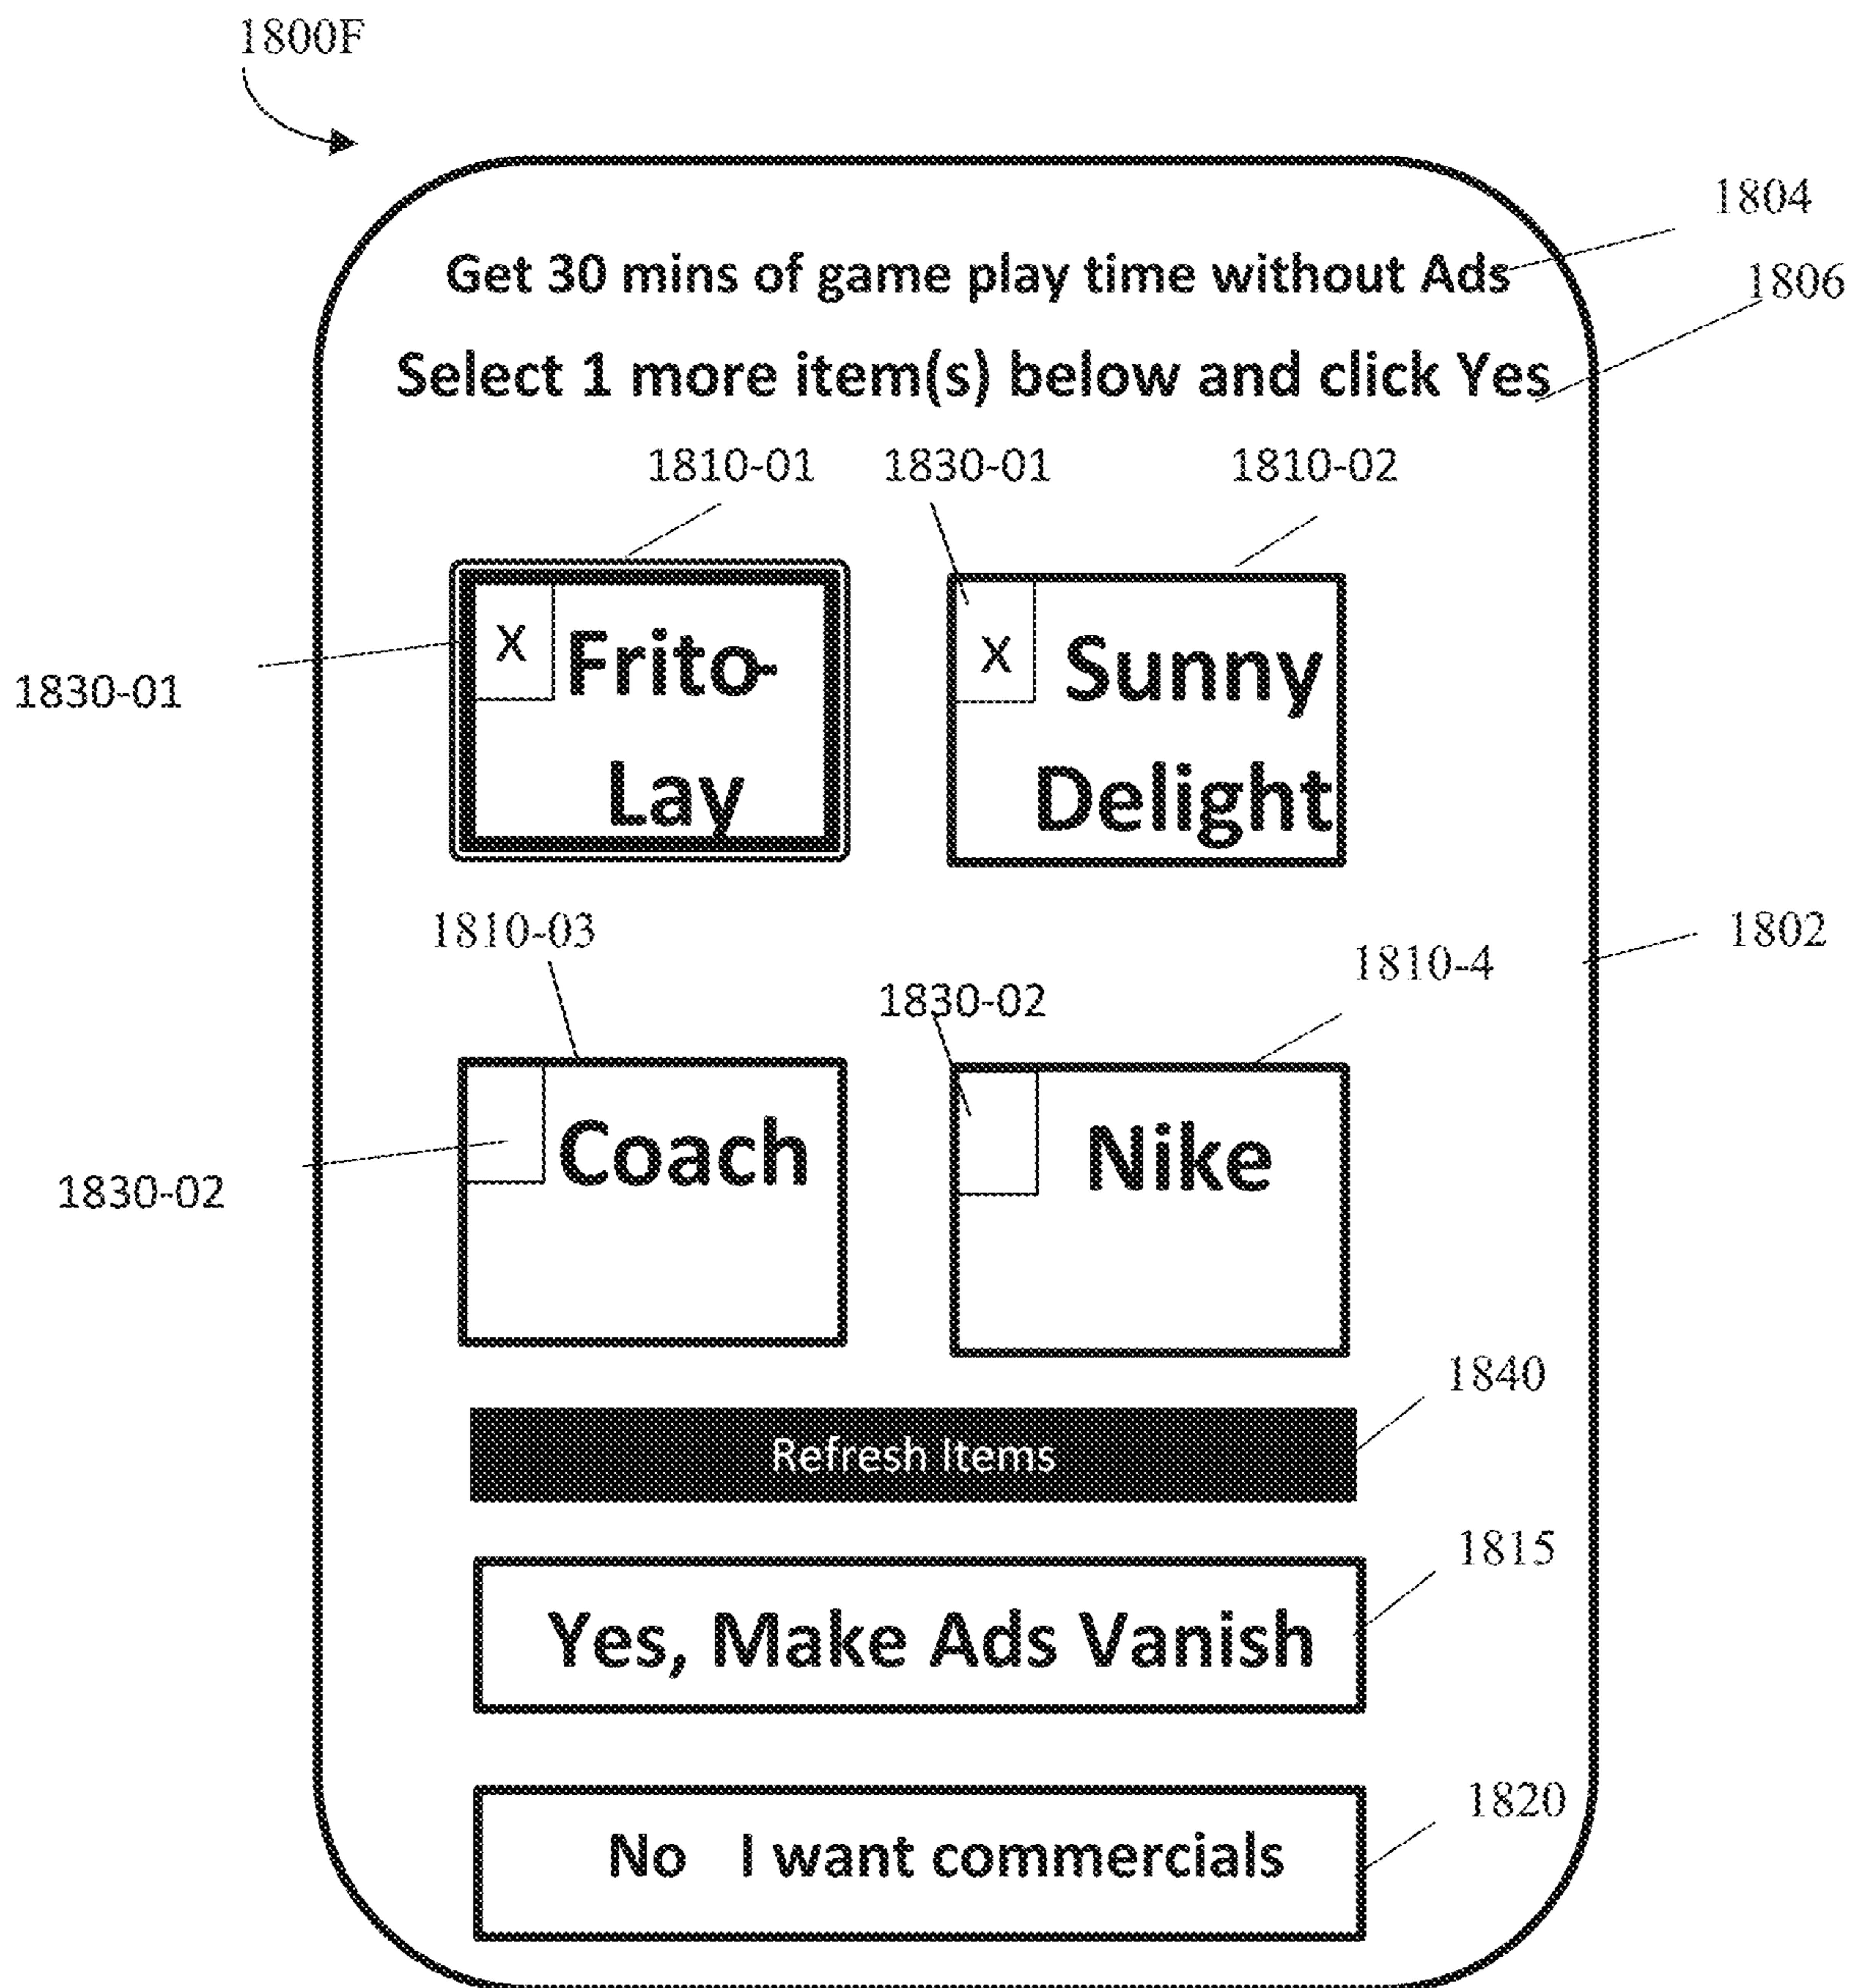 1800F
1804
Get 30 mins of game play time without Ads
1806
Select 1 more item(s) below and click Yes
1810-01 1830-01 1810-02
X Frito-
Lay
X Sunny
Delight
1830-01
1810-03
1802
1810-4
1830-02
Coach
Nike
1830-02
1840
Refresh Items
1815
Yes, Make Ads Vanish
1820
No I want commercials